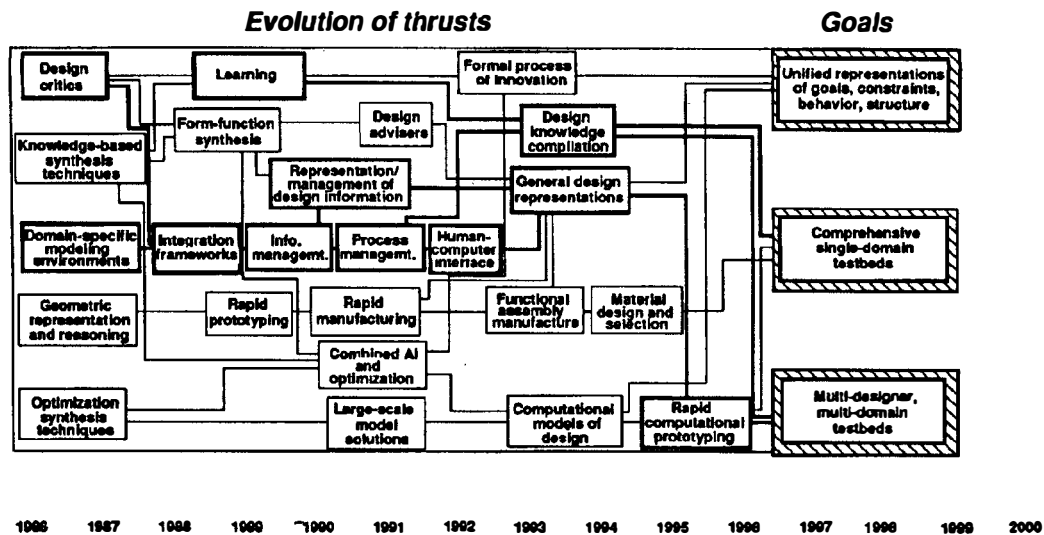 Evolution of thrusts
Goals
Design
critics
Learning
Formal process
of innovation
Unified representations
of goals, constraints,
behavior, structure
Form-function
synthesis
Design
advisers
Design
knowledge
compilation
Knowledge-based
synthesis
techniques
Representation/
management of
design information
General design
representations
Domain-specific
modeling
environments
Integration
frameworks
Info.
managemt.
Process
managemt.
Human-
computer
interface
Comprehensive
single-domain
testbeds
Geometric
representation
and reasoning
Rapid
prototyping
Rapid
manufacturing
Functional
assembly
manufacture
Material
design and
selection
Combined AI
and
optimization
Optimization
synthesis
techniques
Large-scale
model
solutions
Computational
models of
design
Rapid
computational
prototyping
Multi-designer,
multi-domain
testbeds
1986 1987 1988 1989 1990 1991 1992 1993 1994 1995 1996 1997 1998 1999 2000